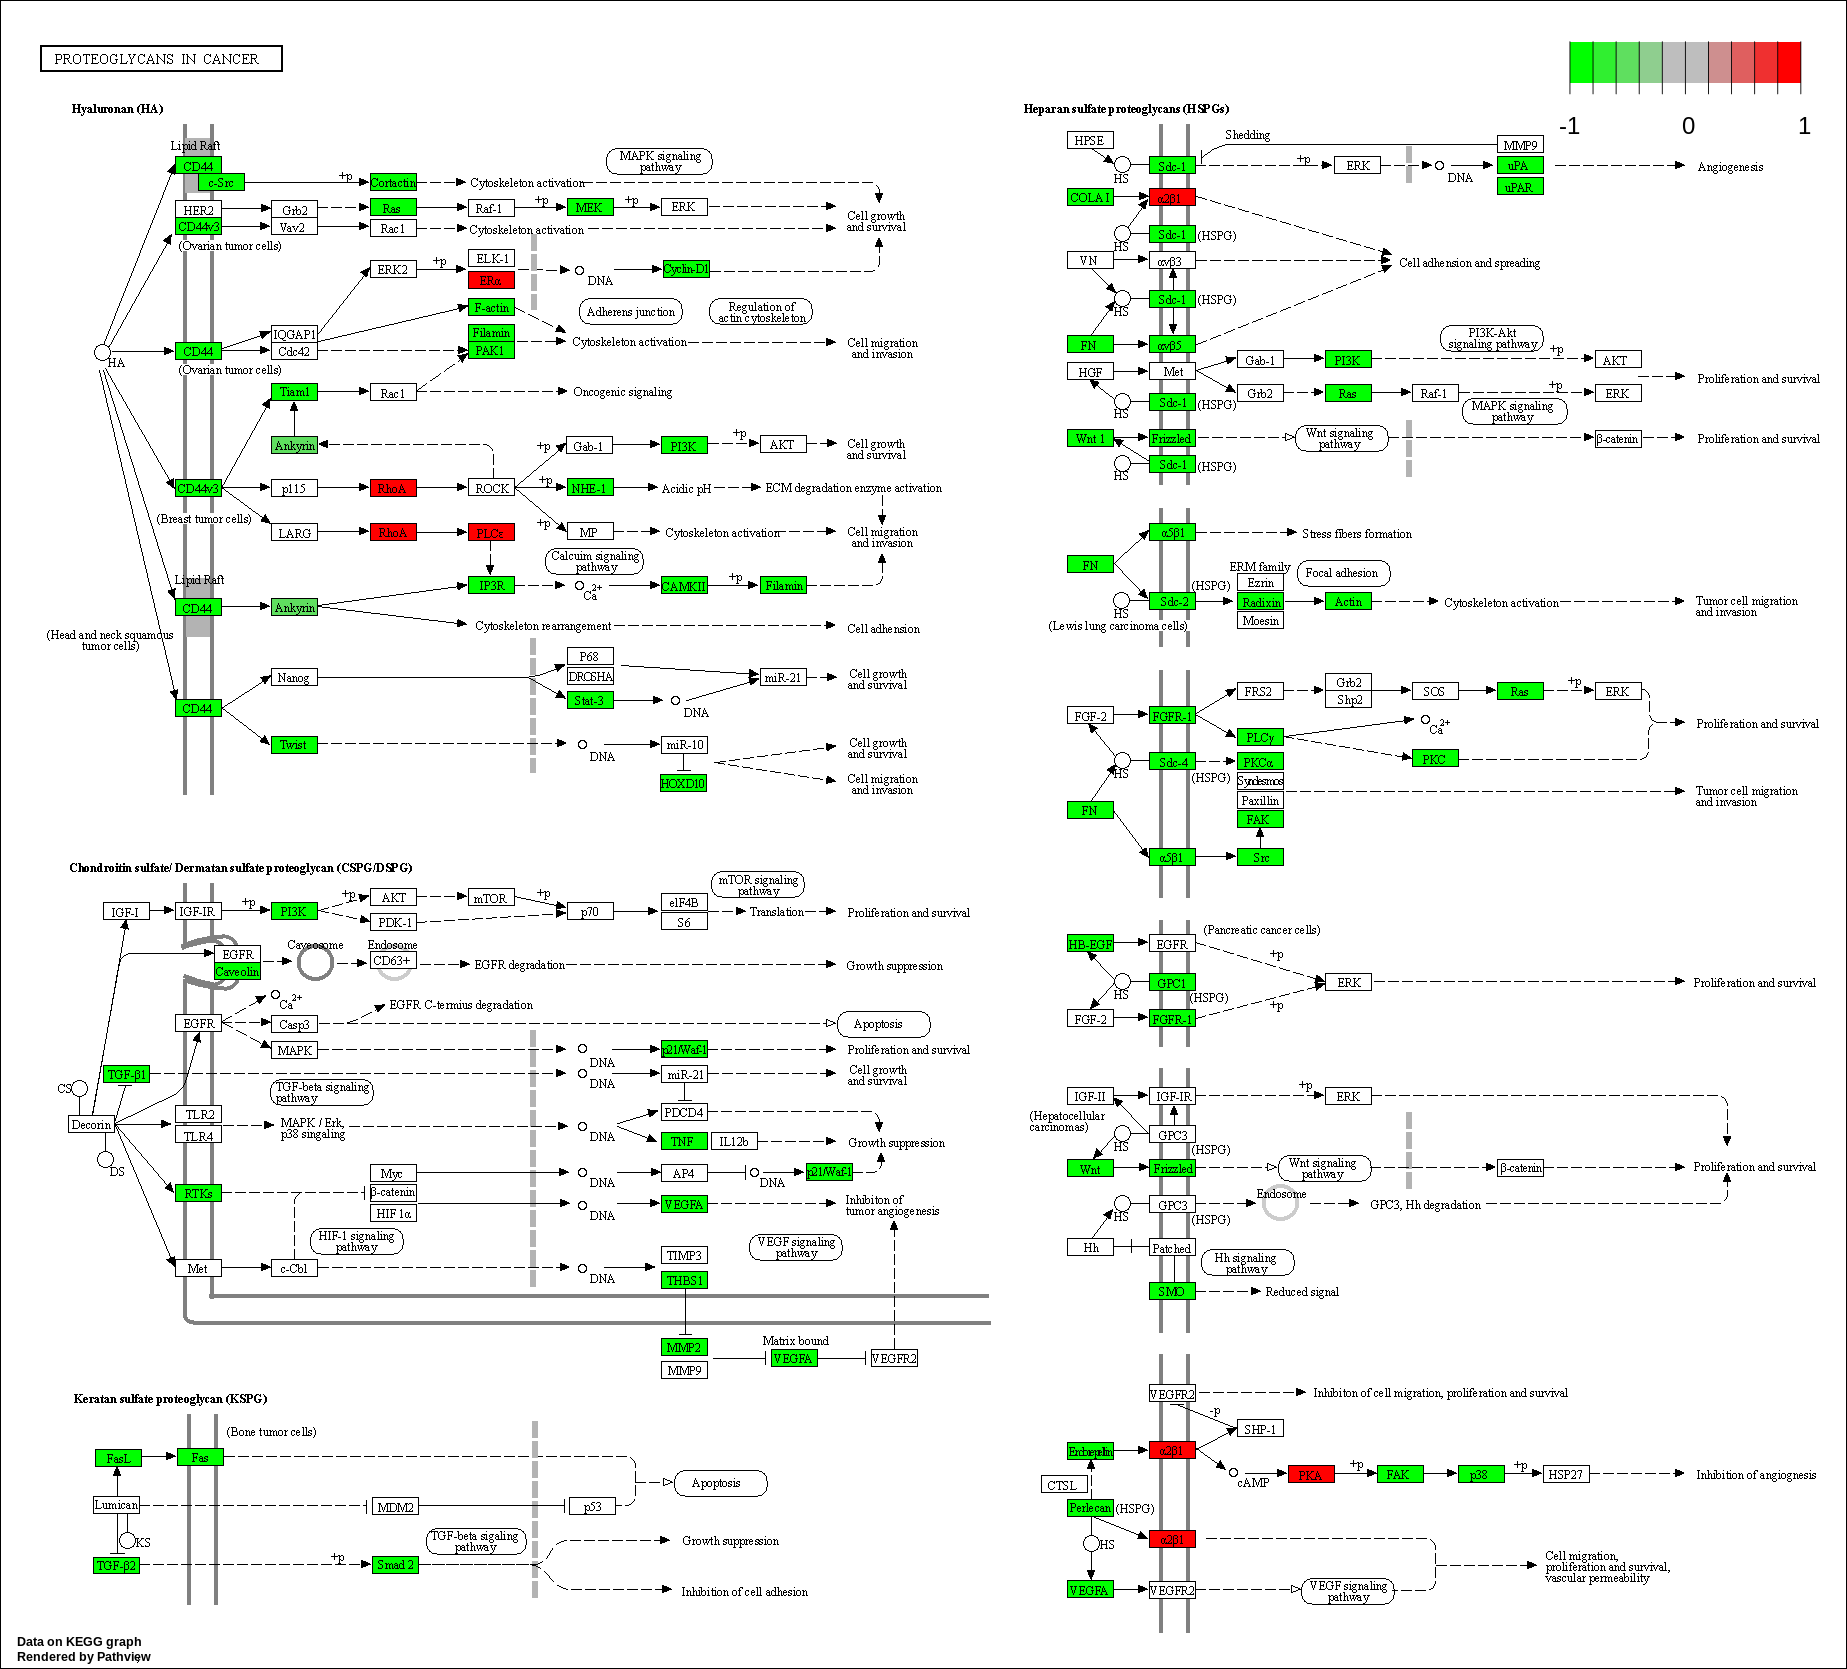 PROTEOGLYCANS IN CANCER
-1 0 1
Hyaluronan (HA)
Lipid Raft
CD44
c-Src
+p
Cortactin
Cytoskeleton activation
MAPK signaling
pathway
HER2
CD44v3
(Ovarian tumor cells)
Grb2
Vav2
Ras
Rac1
Raf-1
+p
MEK
+p
ERK
Cytoskeleton activation
Cell growth
and survival
ERK2
+p
ELK-1
ERα
DNA
Cyclin-D1
F-actin
Adherens junction
Regulation of
actin cytoskeleton
HA
CD44
(Ovarian tumor cells)
IQGAP1
Cdc42
Filamin
PAK1
Cytoskeleton activation
Cell migration
and invasion
Tiam1
Rac1
Oncogenic signaling
Ankyrin
+p
Gab-1
PI3K
+p
AKT
Cell growth
and survival
CD44v3
(Breast tumor cells)
p115
RhoA
ROCK
+p
NHE-1
Acidic pH
ECM degradation enzyme activation
LARG
RhoA
PLCε
+p
MP
Cytoskeleton activation
Cell migration
and invasion
Calcuim signaling
pathway
Lipid Raft
CD44
(Head and neck squamous
tumor cells)
Ankyrin
IP3R
Ca2+
CAMKII
+p
Filamin
Cytoskeleton rearrangement
Cell adhesion
Nanog
P68
DROSHA
Stat-3
DNA
miR-21
Cell growth
and survival
CD44
Twist
DNA
miR-10
HOXD10
Cell growth
and survival
Cell migration
and invasion
Chondroitin sulfate/ Dermatan sulfate proteoglycan (CSPG/DSPG)
IGF-I
IGF-IR
+p
PI3K
+p
AKT
PDK-1
mTOR
+p
p70
eIF4B
S6
mTOR signaling
pathway
Translation
Proliferation and survival
EGFR
Caveolin
Caveosome
Endosome
CD63+
EGFR degradation
Growth suppression
EGFR
Ca2+
Casp3
MAPK
EGFR C-termius degradation
Apoptosis
DNA
p21/Waf-1
Proliferation and survival
TGF-β1
DNA
miR-21
Cell growth
and survival
CS
Decorin
DS
TGF-beta signaling
pathway
TLR2
TLR4
MAPK / Erk,
p38 singaling
DNA
PDCD4
TNF
IL12b
Growth suppression
RTKs
Myc
β-catenin
HIF1α
DNA
AP4
DNA
p21/Waf-1
DNA
VEGFA
Inhibiton of
tumor angiogenesis
HIF-1 signaling
pathway
VEGF signaling
pathway
Met
c-Cbl
DNA
TIMP3
THBS1
MMP2
MMP9
Matrix bound
VEGFA
VEGFR2
Keratan sulfate proteoglycan (KSPG)
(Bone tumor cells)
FasL
Fas
Apoptosis
Lumican
MDM2
p53
KS
TGF-β2
+p
Smad 2
TGF-beta sigaling
pathway
Growth suppression
Inhibition of cell adhesion
Heparan sulfate proteoglycans (HSPGs)
HPSE
HS
Sdc-1
Shedding
+p
ERK
DNA
MMP9
uPA
uPAR
Angiogenesis
COLA1
α2β1
HS
Sdc-1
(HSPG)
VN
αvβ3
Cell adhesion and spreading
HS
Sdc-1
(HSPG)
FN
αvβ5
HGF
Met
HS
Sdc-1
(HSPG)
Gab-1
PI3K
PI3K-Akt
signaling pathway
+p
AKT
Grb2
Ras
Raf-1
+p
ERK
MAPK signaling
pathway
Proliferation and survival
Wnt 1
Frizzled
HS
Sdc-1
(HSPG)
Wnt signaling
pathway
β-catenin
Proliferation and survival
α5β1
Stress fibers formation
FN
HS
Sdc-2
(HSPG)
(Lewis lung carcinoma cells)
ERM family
Ezrin
Radixin
Moesin
Focal adhesion
Actin
Cytoskeleton activation
Tumor cell migration
and invasion
FGF-2
FGFR-1
FRS2
Grb2
Shp2
SOS
Ras
+p
ERK
Ca2+
PLCγ
PKC
Proliferation and survival
HS
Sdc-4
(HSPG)
PKCα
Syndesmos
Paxillin
FAK
Tumor cell migration
and invasion
FN
α5β1
Src
HB-EGF
EGFR
(Pancreatic cancer cells)
+p
HS
GPC1
(HSPG)
ERK
+p
Proliferation and survival
FGF-2
FGFR-1
IGF-II
IGF-IR
+p
ERK
(Hepatocellular
carcinomas)
HS
GPC3
(HSPG)
Wnt
Frizzled
Wnt signaling
pathway
β-catenin
Proliferation and survival
HS
GPC3
(HSPG)
Endosome
GPC3, Hh degradation
Hh
Patched
Hh signaling
pathway
SMO
Reduced signal
VEGFR2
Inhibiton of cell migration, proliferation and survival
-p
SHP-1
α2β1
cAMP
PKA
+p
FAK
p38
+p
HSP27
Inhibition of angiognesis
CTSL
Perlecan
(HSPG)
HS
α2β1
VEGFA
VEGFR2
VEGF signaling
pathway
Cell migration,
proliferation and survival,
vascular permeability
Data on KEGG graph
Rendered by Pathview